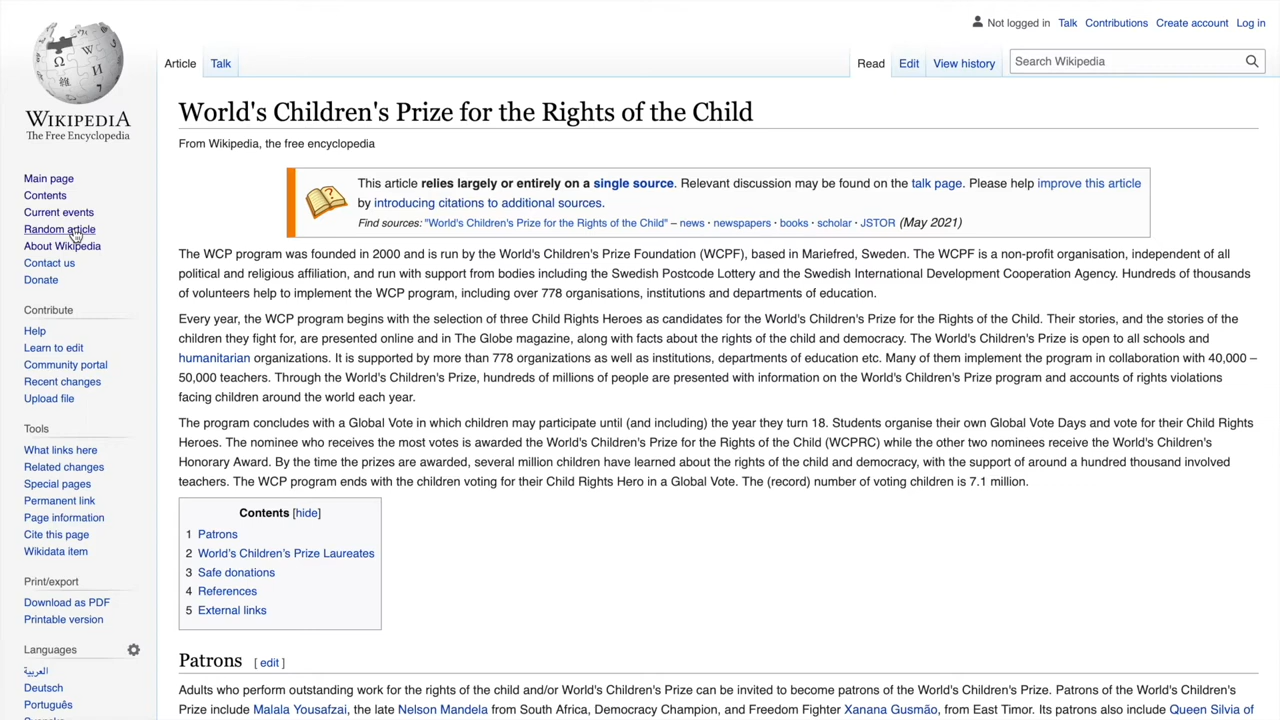 Not logged in Talk Contributions Create account Log in
Article Talk Read Edit View history Search Wikipedia
WIKIPEDIA
The Free Encyclopedia
Main page
Contents
Current events
Random article
About Wikipedia
Contact us
Donate
Contribute
Help
Learn to edit
Community portal
Recent changes
Upload file
Tools
What links here
Related changes
Special pages
Permanent link
Page information
Cite this page
Wikidata item
Print/export
Download as PDF
Printable version
Languages
العربية
Deutsch
Português
World's Children's Prize for the Rights of the Child
From Wikipedia, the free encyclopedia
This article relies largely or entirely on a single source. Relevant discussion may be found on the talk page. Please help improve this article
by introducing citations to additional sources.
Find sources: "World's Children's Prize for the Rights of the Child" – news · newspapers · books · scholar · JSTOR (May 2021)
The WCP program was founded in 2000 and is run by the World's Children's Prize Foundation (WCPF), based in Mariefred, Sweden. The WCPF is a non-profit organisation, independent of all
political and religious affiliation, and run with support from bodies including the Swedish Postcode Lottery and the Swedish International Development Cooperation Agency. Hundreds of thousands
of volunteers help to implement the WCP program, including over 778 organisations, institutions and departments of education.
Every year, the WCP program begins with the selection of three Child Rights Heroes as candidates for the World's Children's Prize for the Rights of the Child. Their stories, and the stories of the
children they fight for, are presented online and in The Globe magazine, along with facts about the rights of the child and democracy. The World's Children's Prize is open to all schools and
humanitarian organizations. It is supported by more than 778 organizations as well as institutions, departments of education etc. Many of them implement the program in collaboration with 40,000 –
50,000 teachers. Through the World's Children's Prize, hundreds of millions of people are presented with information on the World's Children's Prize program and accounts of rights violations
facing children around the world each year.
The program concludes with a Global Vote in which children may participate until (and including) the year they turn 18. Students organise their own Global Vote Days and vote for their Child Rights
Heroes. The nominee who receives the most votes is awarded the World's Children's Prize for the Rights of the Child (WCPRC) while the other two nominees receive the World's Children's
Honorary Award. By the time the prizes are awarded, several million children have learned about the rights of the child and democracy, with the support of around a hundred thousand involved
teachers. The WCP program ends with the children voting for their Child Rights Hero in a Global Vote. The (record) number of voting children is 7.1 million.
Contents [hide]
1 Patrons
2 World's Children's Prize Laureates
3 Safe donations
4 References
5 External links
Patrons [ edit ]
Adults who perform outstanding work for the rights of the child and/or World's Children's Prize can be invited to become patrons of the World's Children's Prize. Patrons of the World's Children's
Prize include Malala Yousafzai, the late Nelson Mandela from South Africa, Democracy Champion, and Freedom Fighter Xanana Gusmão, from East Timor. Its patrons also include Queen Silvia of